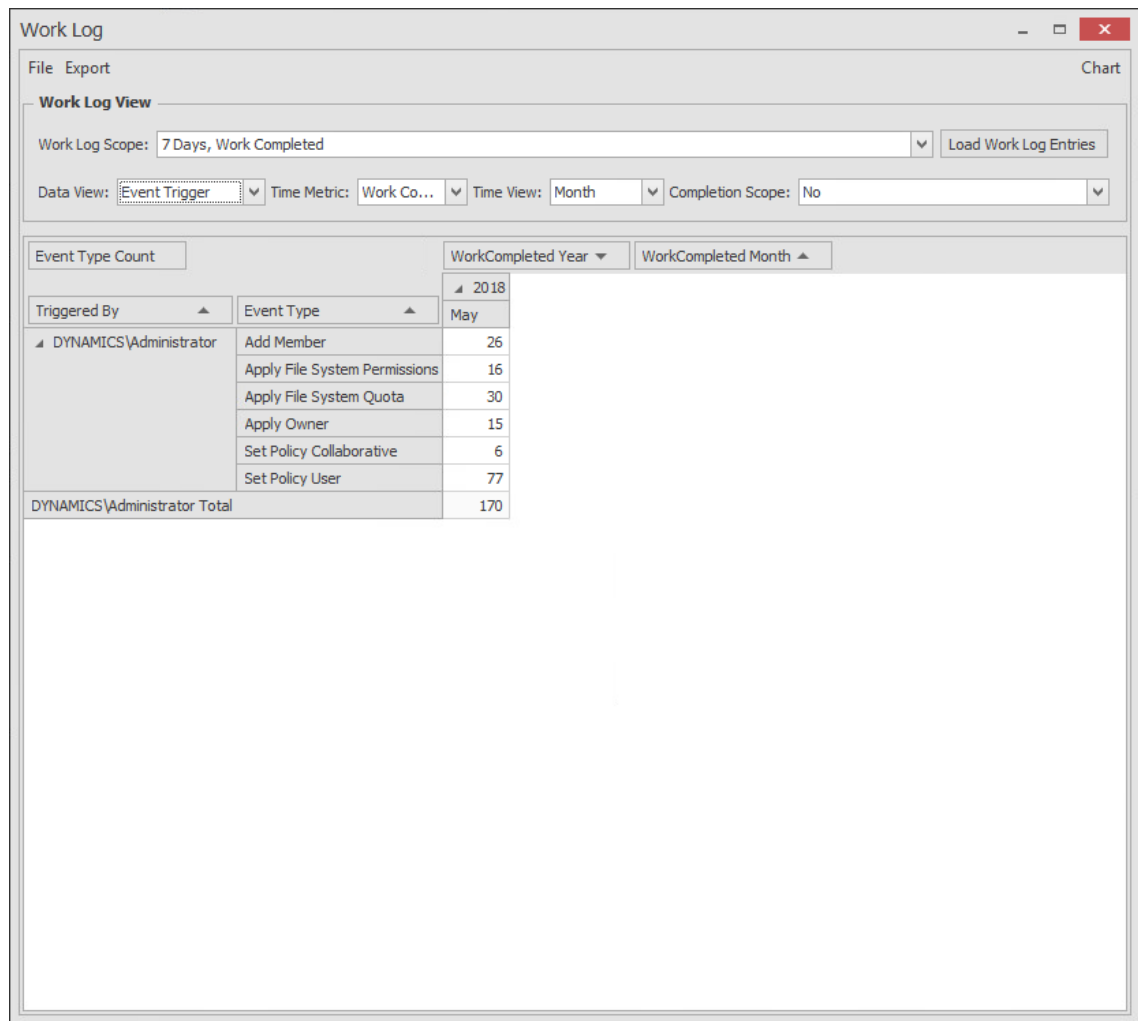 Work Log
File Export Chart
Work Log View
Work Log Scope: 7 Days, Work Completed Load Work Log Entries
Data View: Event Trigger Time Metric: Work Co... Time View: Month Completion Scope: No
Event Type Count WorkCompleted Year WorkCompleted Month
2018
Triggered By Event Type May
DYNAMICS\Administrator Add Member 26
Apply File System Permissions 16
Apply File System Quota 30
Apply Owner 15
Set Policy Collaborative 6
Set Policy User 77
DYNAMICS\Administrator Total 170